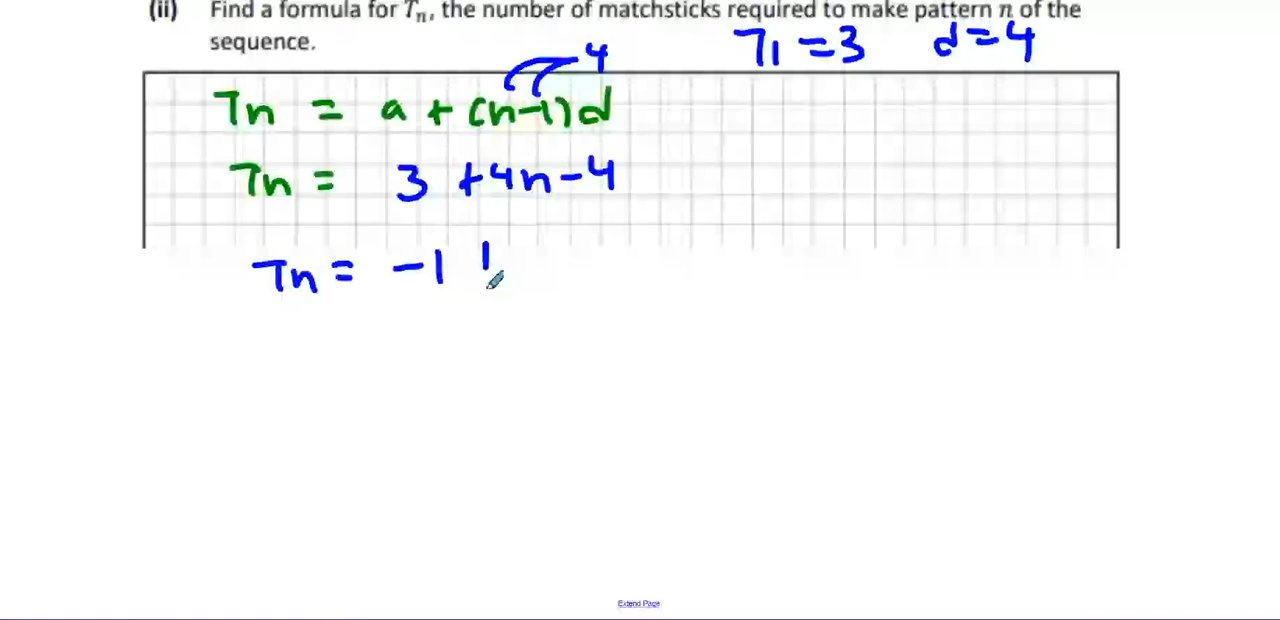 (ii) Find a formula for Tₙ, the number of matchsticks required to make pattern n of the
sequence.
T1 = 3 d = 4
4
Tn = a + (n-1)d
Tn = 3 + 4n - 4
Tn = -1
Extend Page